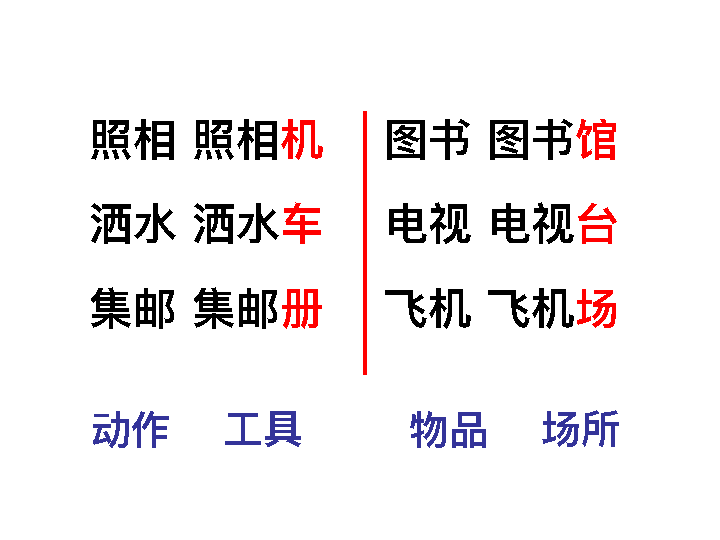 照相 照相机
洒水 洒水车
集邮 集邮册
动作 工具
图书 图书馆
电视 电视台
飞机 飞机场
物品 场所